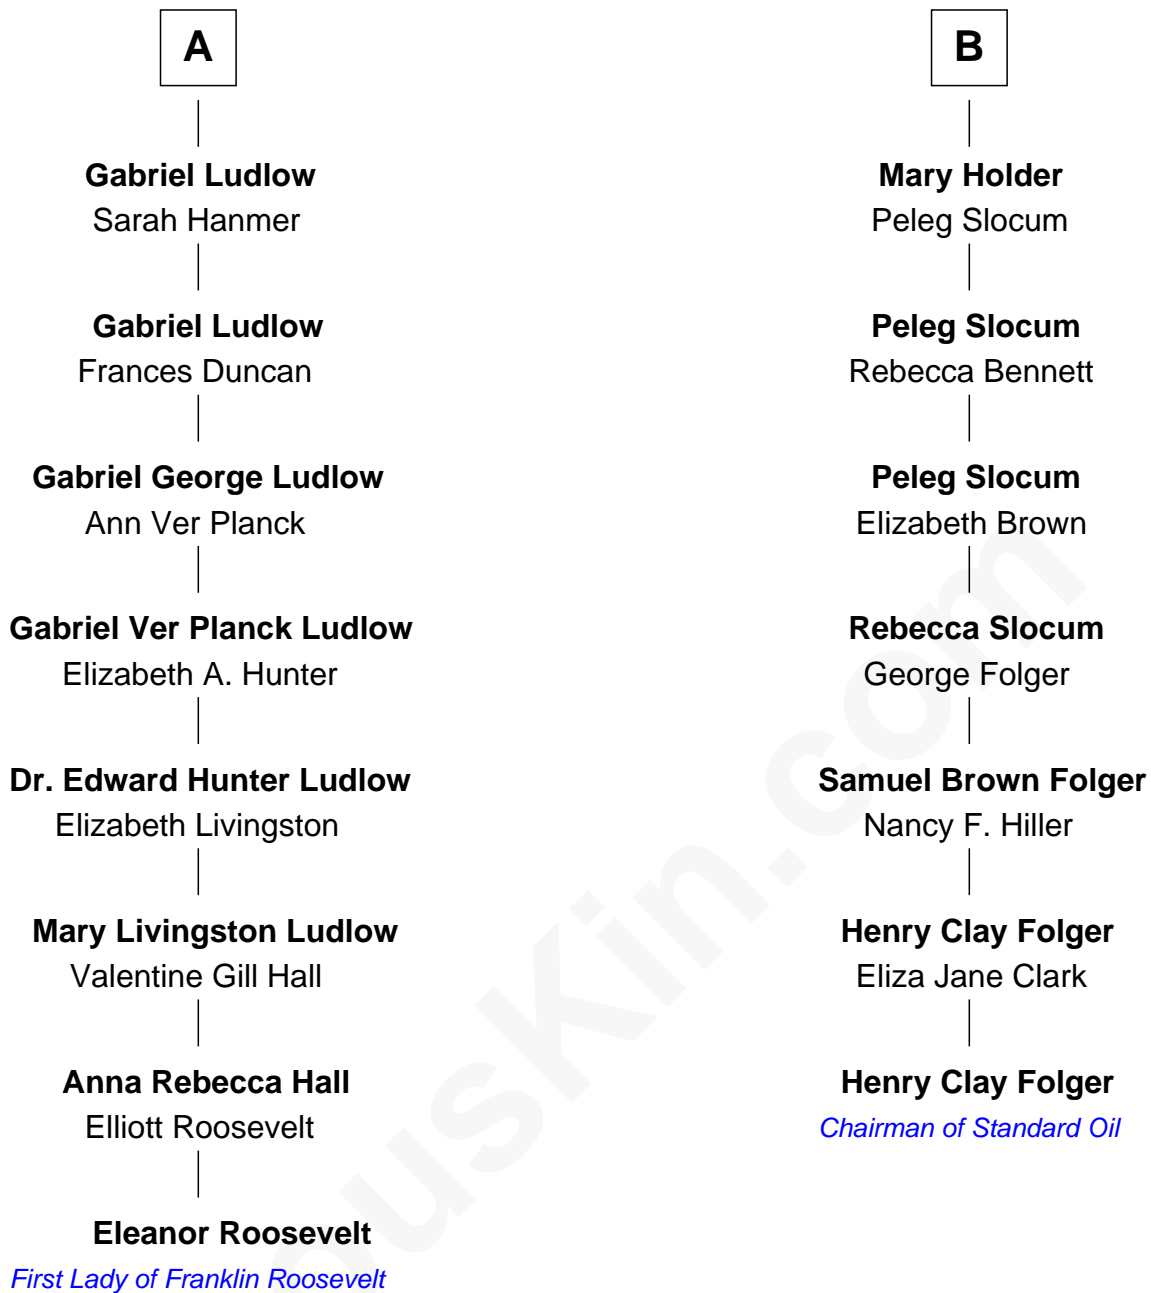 A
Gabriel Ludlow
Sarah Hanmer
Gabriel Ludlow
Frances Duncan
Gabriel George Ludlow
Ann Ver Planck
Gabriel Ver Planck Ludlow
Elizabeth A. Hunter
Dr. Edward Hunter Ludlow
Elizabeth Livingston
Mary Livingston Ludlow
Valentine Gill Hall
Anna Rebecca Hall
Elliott Roosevelt
Eleanor Roosevelt
First Lady of Franklin Roosevelt
B
Mary Holder
Peleg Slocum
Peleg Slocum
Rebecca Bennett
Peleg Slocum
Elizabeth Brown
Rebecca Slocum
George Folger
Samuel Brown Folger
Nancy F. Hiller
Henry Clay Folger
Eliza Jane Clark
Henry Clay Folger
Chairman of Standard Oil
ousKin.com